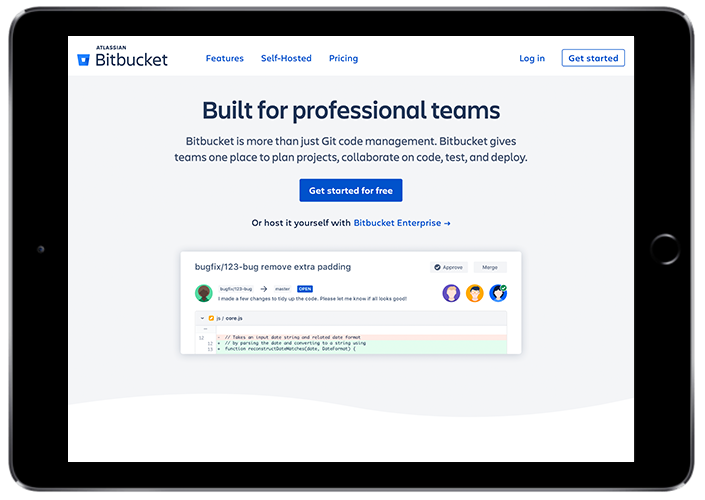 ATLASSIAN
Bitbucket
Features Self-Hosted Pricing
Log in Get started
Built for professional teams
Bitbucket is more than just Git code management. Bitbucket gives
teams one place to plan projects, collaborate on code, test, and deploy.
Get started for free
Or host it yourself with Bitbucket Enterprise →
bugfix/123-bug remove extra padding
Approve Merge
bugfix/123-bug → master OPEN
I made a few changes to tidy up the code. Please let me know if all looks good!
js / core.js
12 - // Takes an input date string and related date format
12 + // by parsing the date and converting to a string using
13 + function reconstructDateMatches(date, DateFormat) {